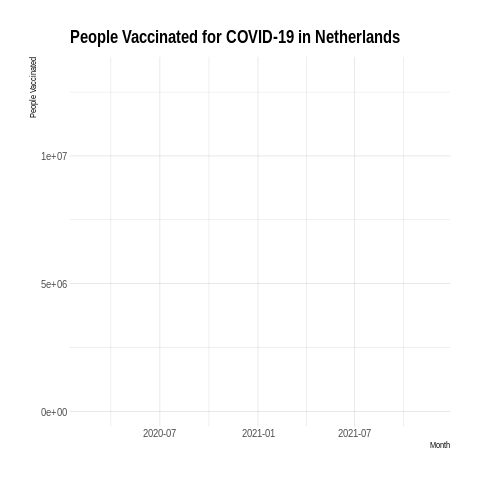 People Vaccinated for COVID-19 in Netherlands
People Vaccinated
1e+07
5e+06
0e+00
2020-07
2021-01
2021-07
Month